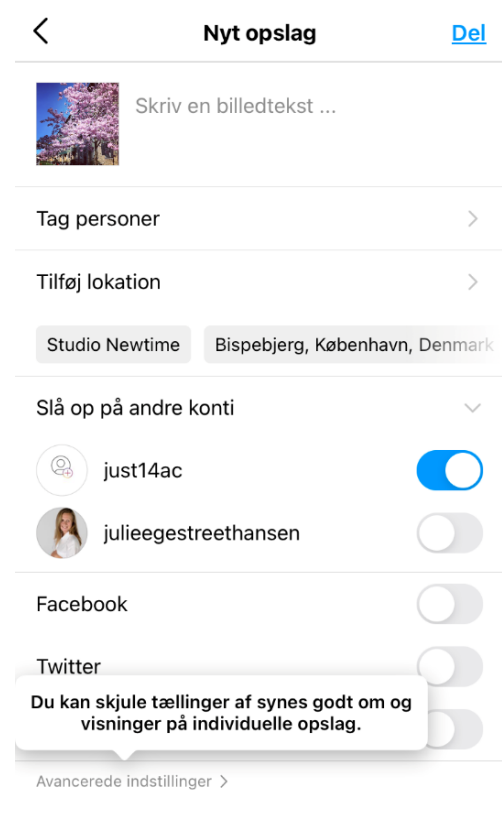 Nyt opslag
Del
Skriv en billedtekst ...
Tag personer
Tilføj lokation
Studio Newtime
Bispebjerg, København, Denmark
Slå op på andre konti
just14ac
julieegestreethansen
Facebook
Twitter
Du kan skjule tællinger af synes godt om og
visninger på individuelle opslag.
Avancerede indstillinger